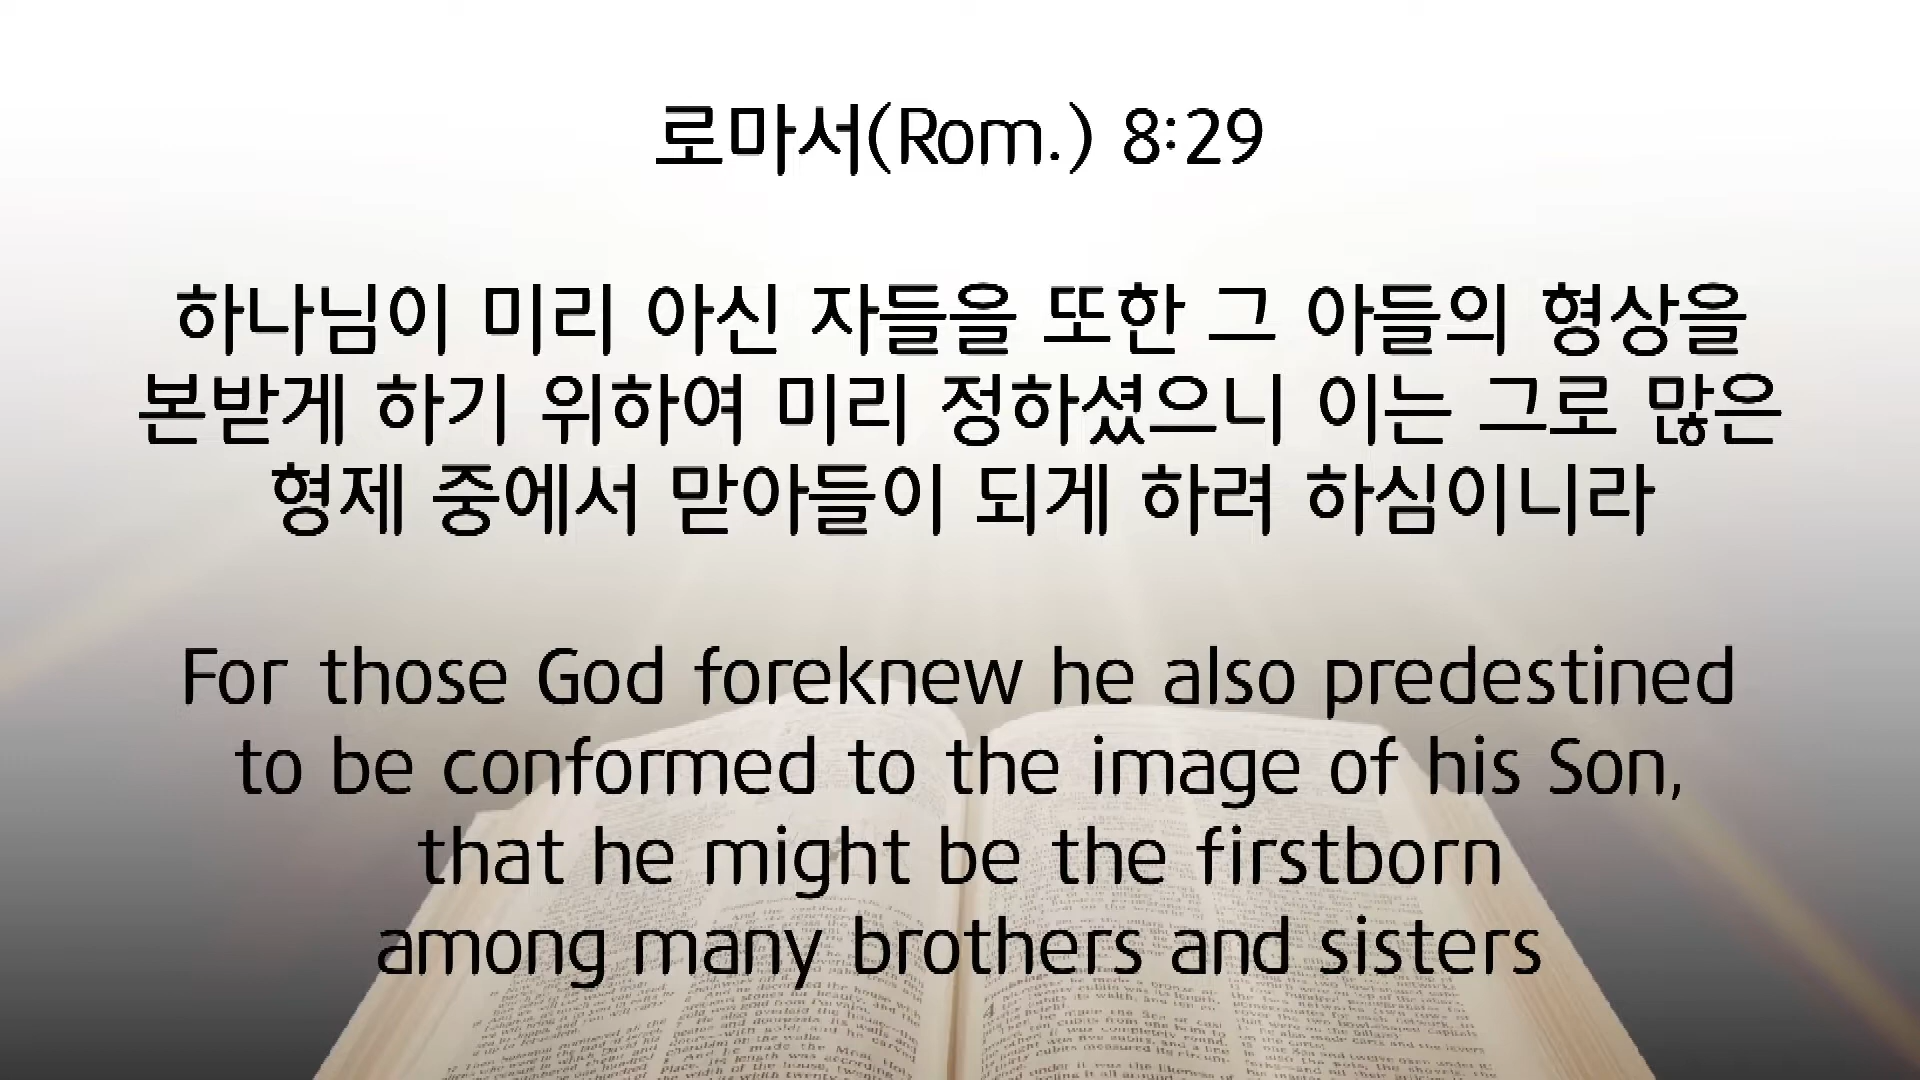 로마서(Rom.) 8:29
하나님이 미리 아신 자들을 또한 그 아들의 형상을
본받게 하기 위하여 미리 정하셨으니 이는 그로 많은
형제 중에서 맏아들이 되게 하려 하심이니라
For those God foreknew he also predestined
to be conformed to the image of his Son,
that he might be the firstborn
among many brothers and sisters